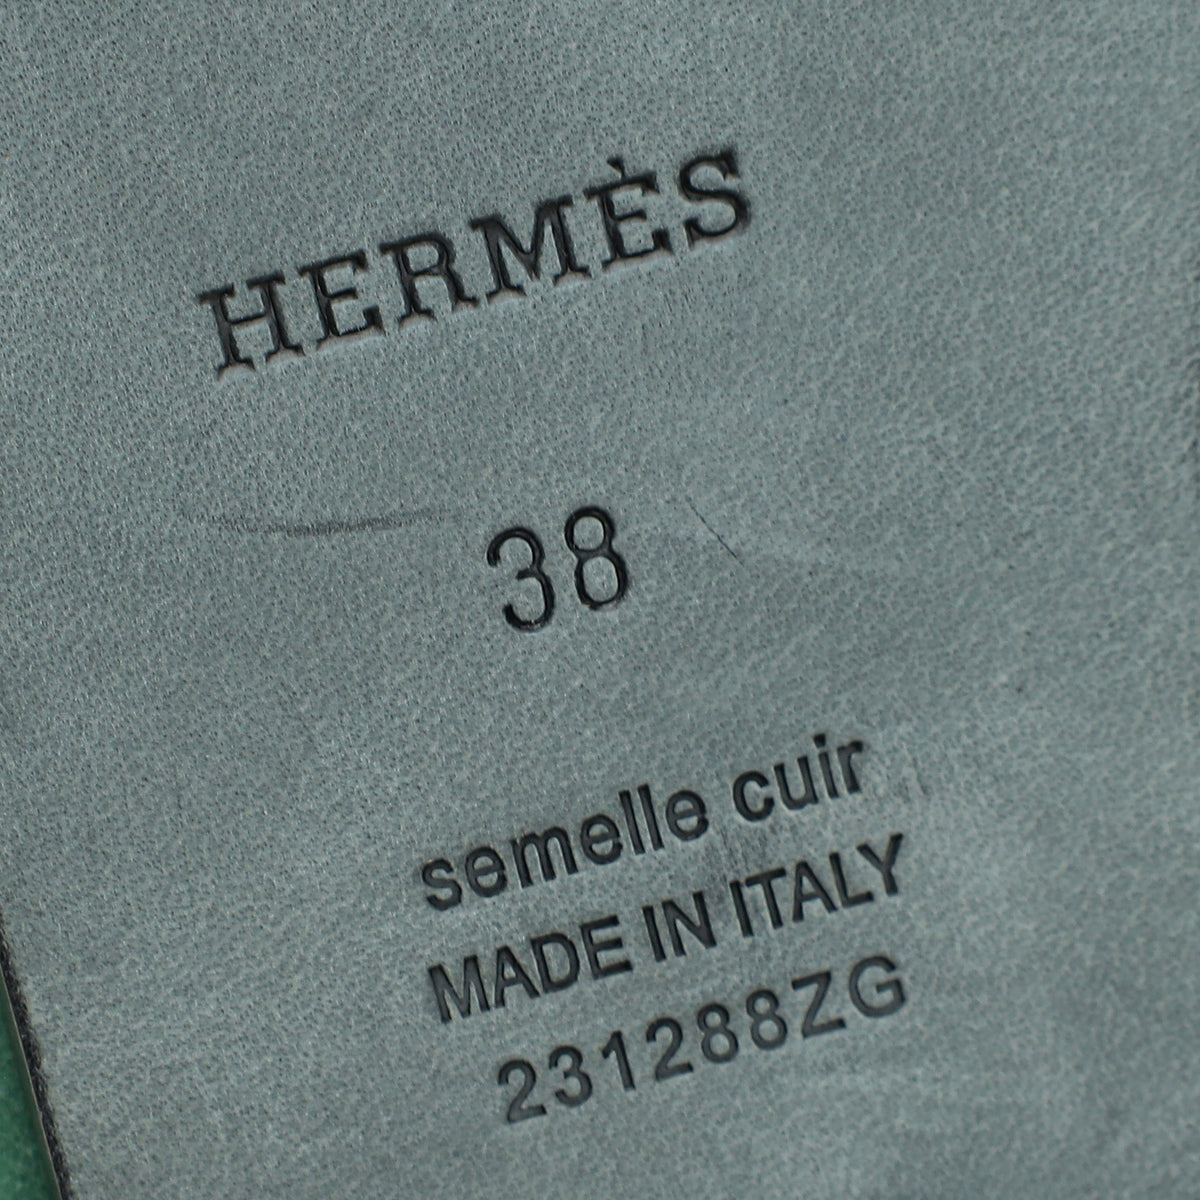 HERMÈS
38
semelle cuir
MADE IN ITALY
231288ZG